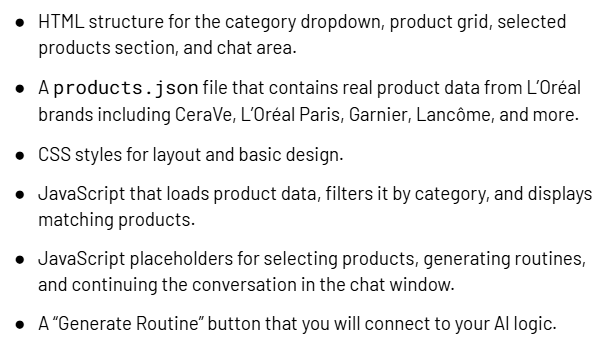 ● HTML structure for the category dropdown, product grid, selected
products section, and chat area.
● A products.json file that contains real product data from L’Oréal
brands including CeraVe, L’Oréal Paris, Garnier, Lancôme, and more.
● CSS styles for layout and basic design.
● JavaScript that loads product data, filters it by category, and displays
matching products.
● JavaScript placeholders for selecting products, generating routines,
and continuing the conversation in the chat window.
● A “Generate Routine” button that you will connect to your AI logic.